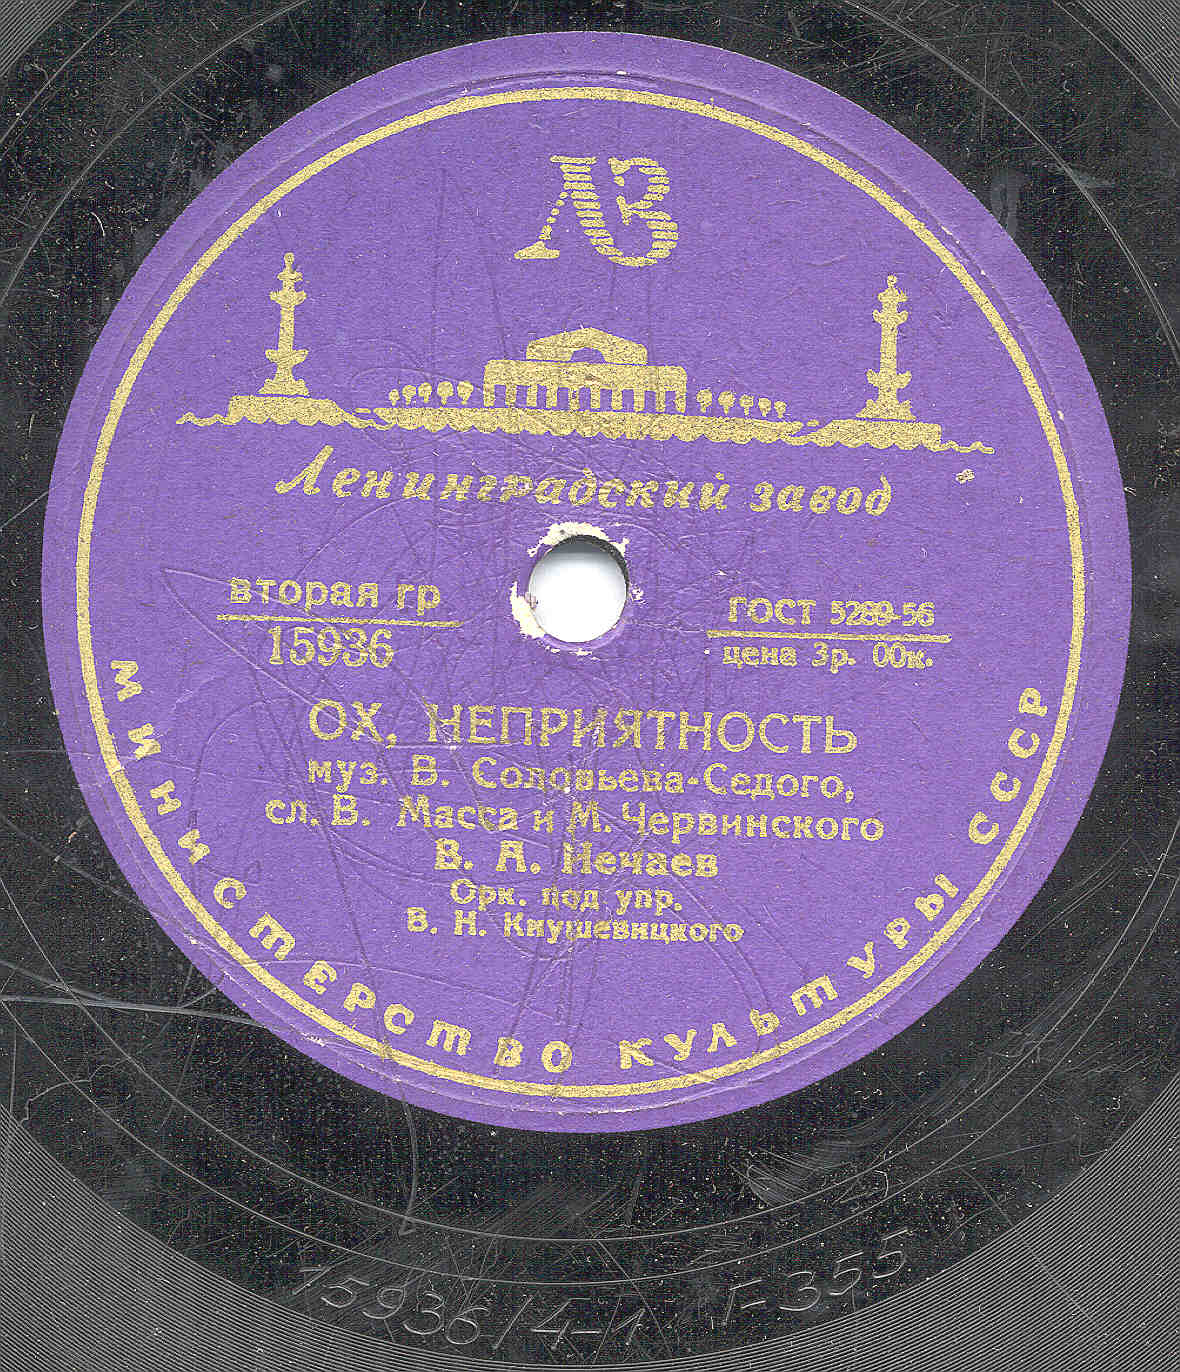 ЛЗ
Ленинградский завод
вторая гр
15936
ГОСТ 5289-56
цена 3р. 00к.
ОХ, НЕПРИЯТНОСТЬ
муз. В. Соловьева-Седого,
сл. В. Масса и М. Червинского
В. А. Нечаев
Орк. под упр.
В. Н. Кнушевицкого
МИНИСТЕРСТВО КУЛЬТУРЫ СССР
15936/4-1 Г-355